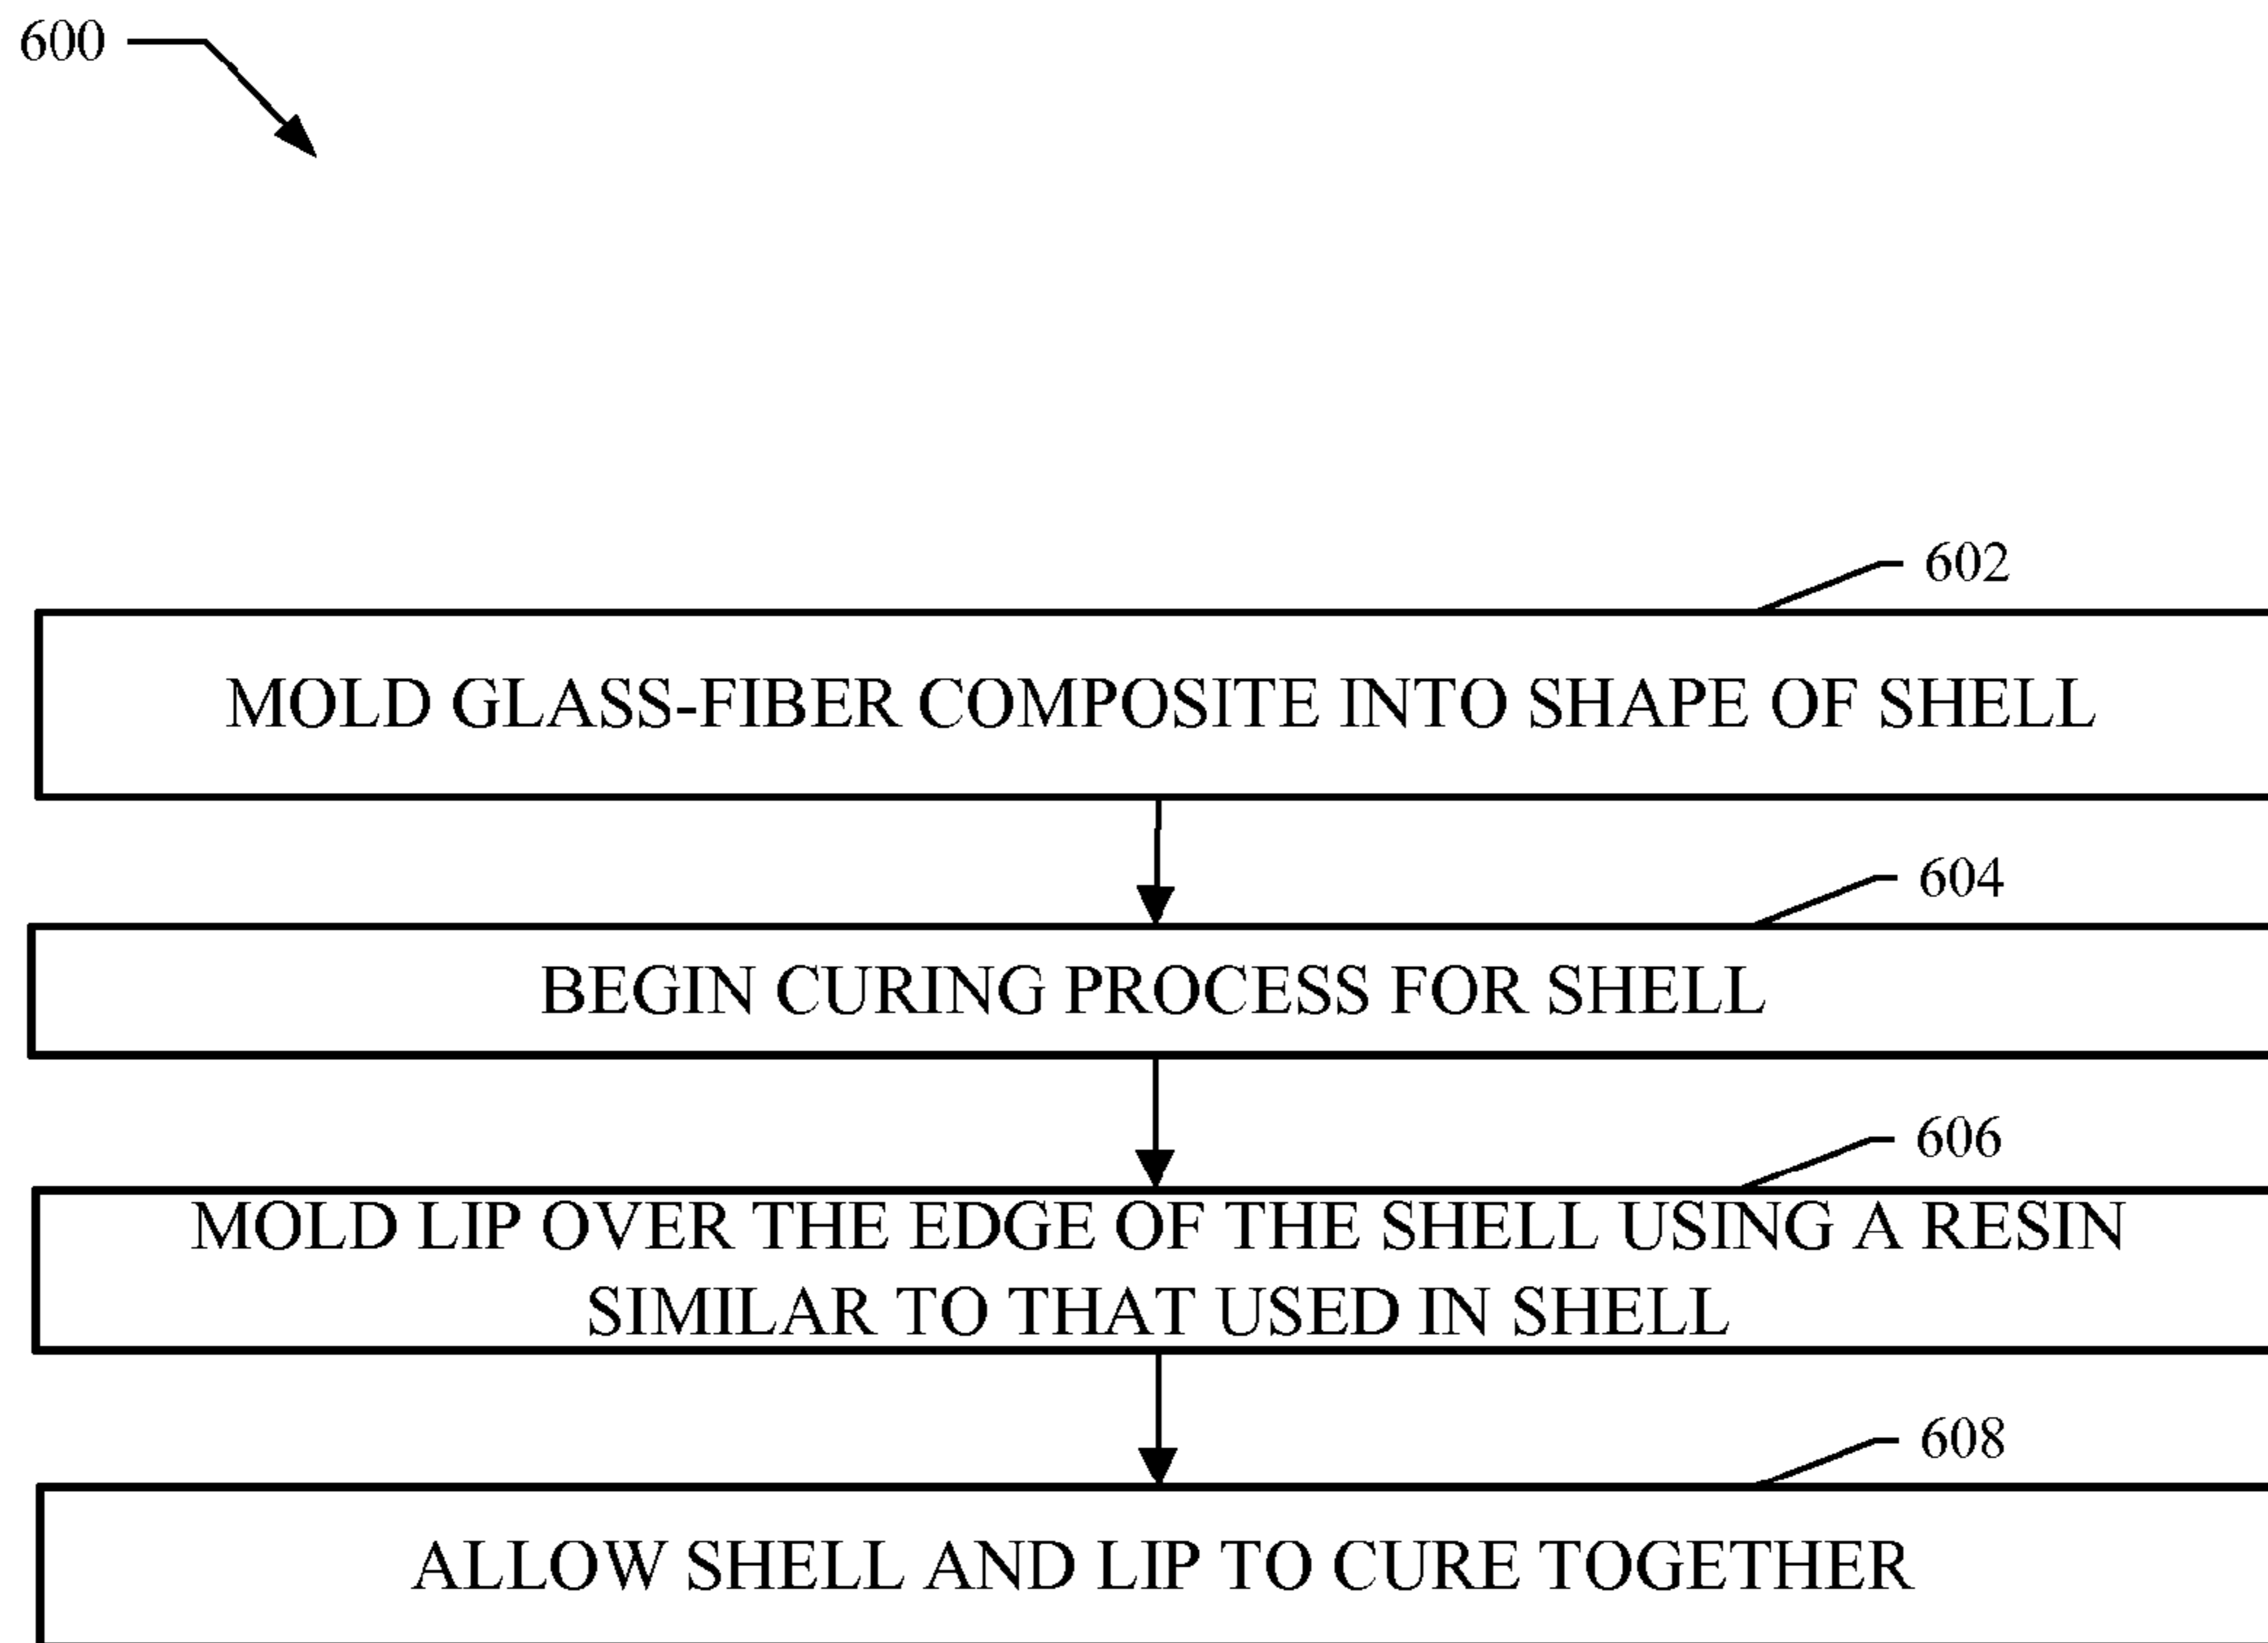 600
602
MOLD GLASS-FIBER COMPOSITE INTO SHAPE OF SHELL
604
BEGIN CURING PROCESS FOR SHELL
606
MOLD LIP OVER THE EDGE OF THE SHELL USING A RESIN
SIMILAR TO THAT USED IN SHELL
608
ALLOW SHELL AND LIP TO CURE TOGETHER